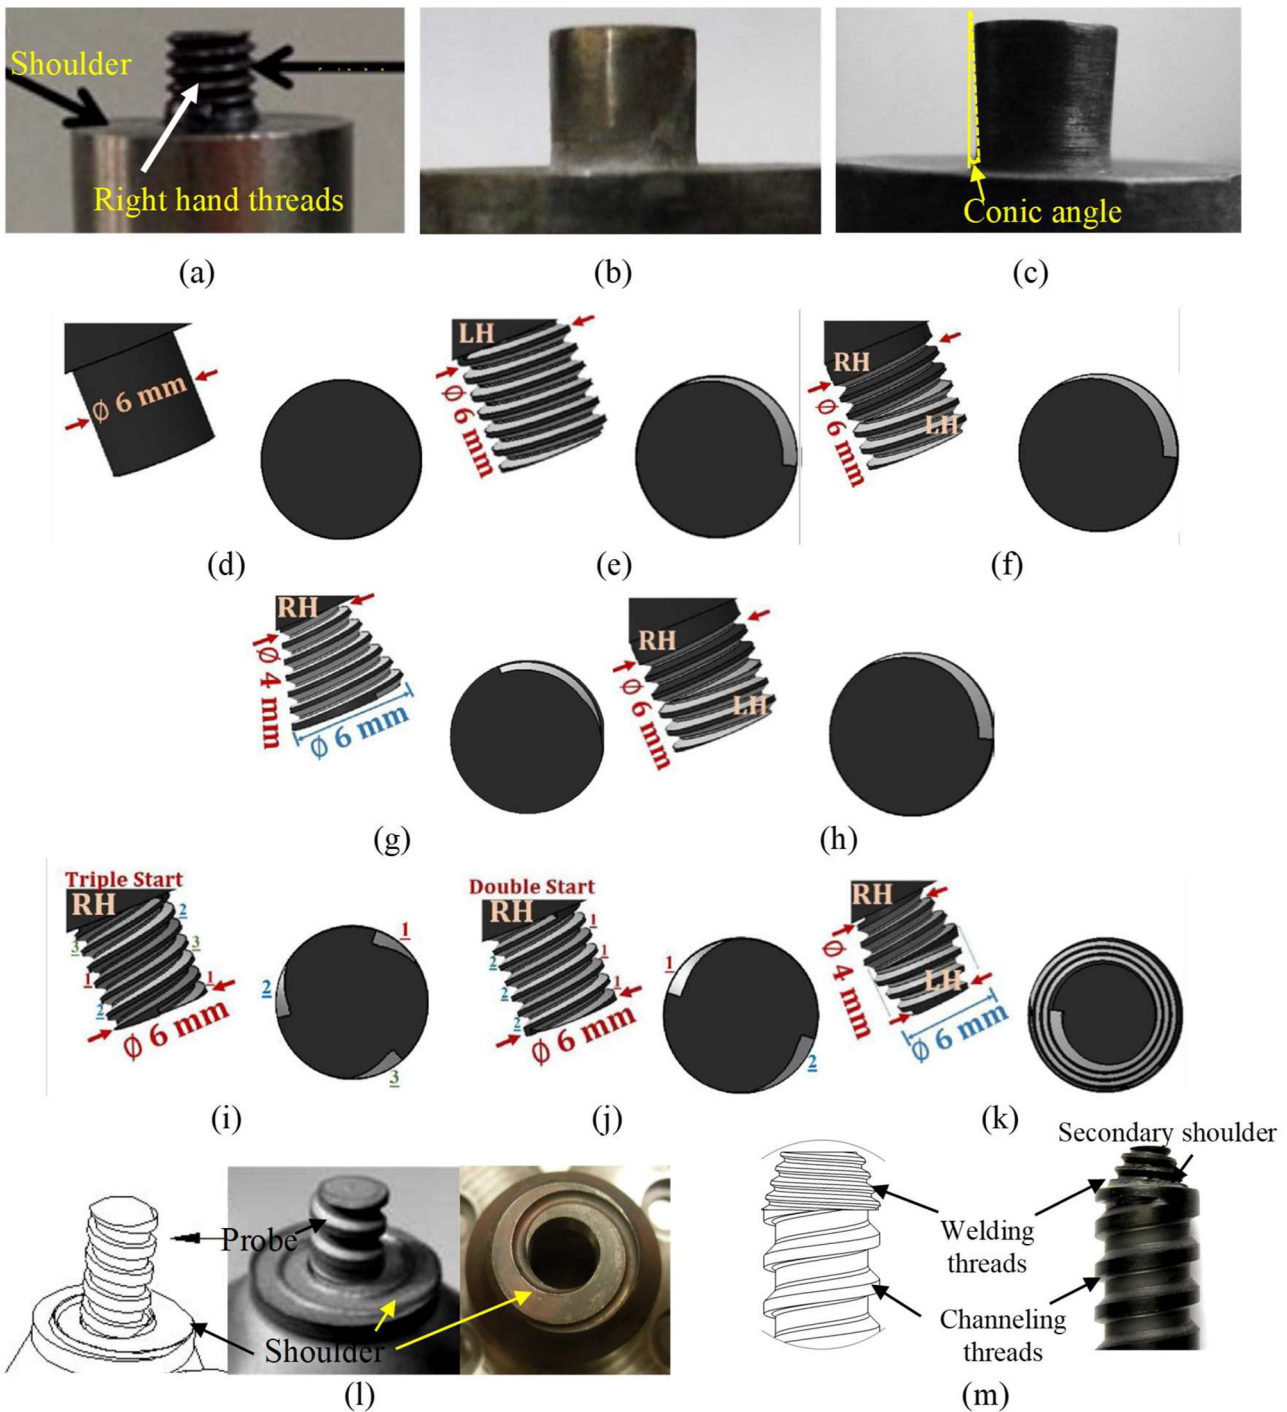 Shoulder
Right hand threads
Conic angle
(a)
(b)
(c)
Ø 6 mm
LH
Ø 6 mm
RH
LH
Ø 6 mm
(d)
(e)
(f)
RH
Ø 4 mm
Ø 6 mm
RH
LH
Ø 6 mm
(g)
(h)
Triple Start
RH
2
3
3
1
1
2
Ø 6 mm
1
2
3
Double Start
RH
1
2
1
2
1
2
Ø 6 mm
1
2
RH
LH
Ø 4 mm
Ø 6 mm
(i)
(j)
(k)
Probe
Shoulder
Secondary shoulder
Welding
threads
Channeling
threads
(l)
(m)